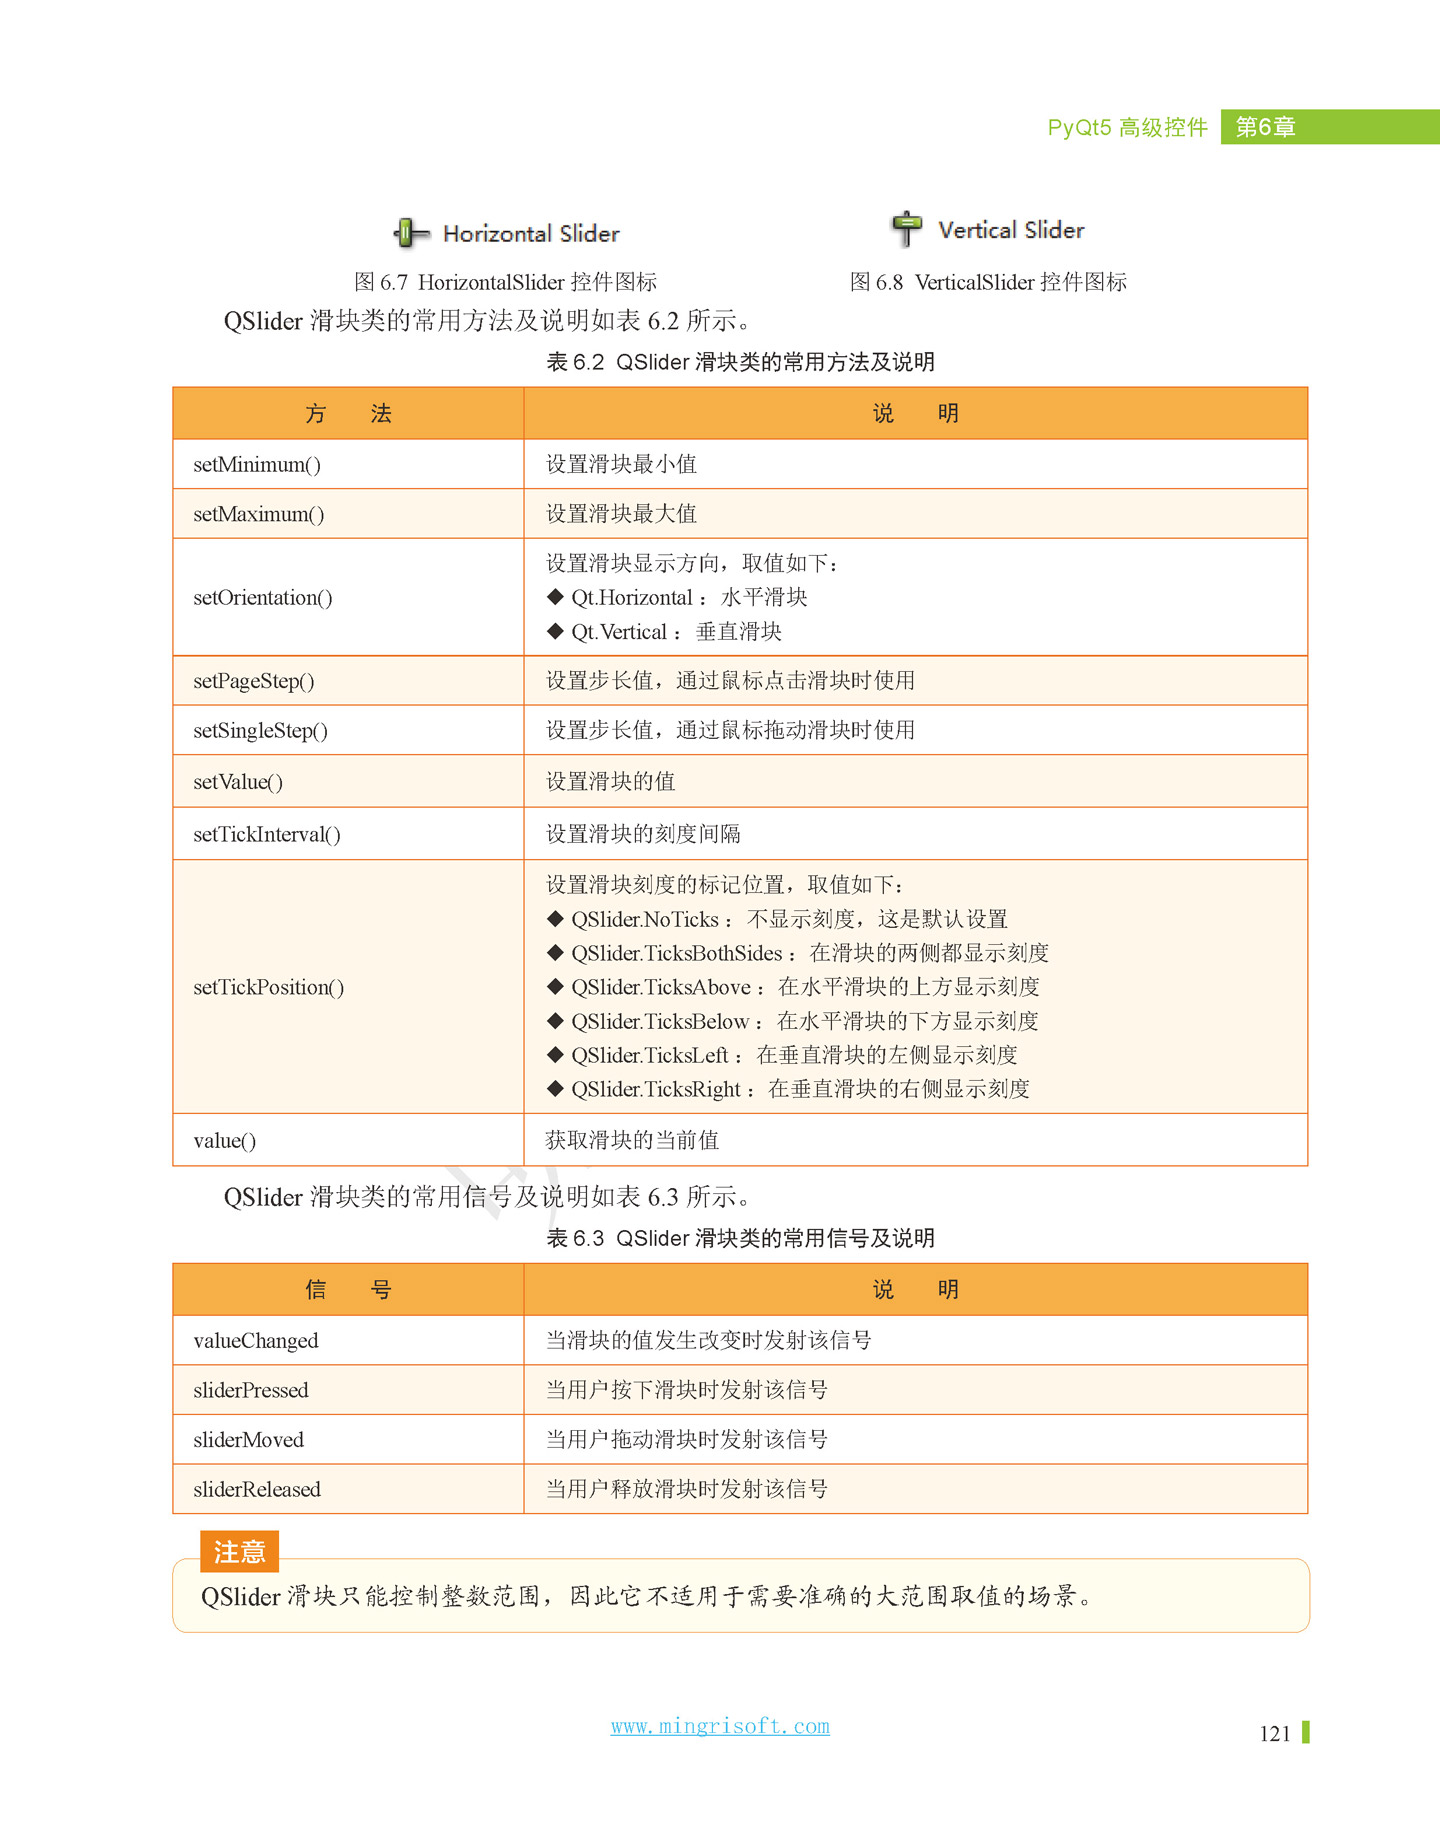 PyQt5 高级控件 第6章
Horizontal Slider
Vertical Slider
图 6.7 HorizontalSlider 控件图标
图 6.8 VerticalSlider 控件图标
QSlider 滑块类的常用方法及说明如表 6.2 所示。
表 6.2 QSlider 滑块类的常用方法及说明
方 法
说 明
setMinimum()
设置滑块最小值
setMaximum()
设置滑块最大值
setOrientation()
设置滑块显示方向，取值如下：
◆ Qt.Horizontal：水平滑块
◆ Qt.Vertical：垂直滑块
setPageStep()
设置步长值，通过鼠标点击滑块时使用
setSingleStep()
设置步长值，通过鼠标拖动滑块时使用
setValue()
设置滑块的值
setTickInterval()
设置滑块的刻度间隔
setTickPosition()
设置滑块刻度的标记位置，取值如下：
◆ QSlider.NoTicks：不显示刻度，这是默认设置
◆ QSlider.TicksBothSides：在滑块的两侧都显示刻度
◆ QSlider.TicksAbove：在水平滑块的上方显示刻度
◆ QSlider.TicksBelow：在水平滑块的下方显示刻度
◆ QSlider.TicksLeft：在垂直滑块的左侧显示刻度
◆ QSlider.TicksRight：在垂直滑块的右侧显示刻度
value()
获取滑块的当前值
QSlider 滑块类的常用信号及说明如表 6.3 所示。
表 6.3 QSlider 滑块类的常用信号及说明
信 号
说 明
valueChanged
当滑块的值发生改变时发射该信号
sliderPressed
当用户按下滑块时发射该信号
sliderMoved
当用户拖动滑块时发射该信号
sliderReleased
当用户释放滑块时发射该信号
注意
QSlider 滑块只能控制整数范围，因此它不适用于需要准确的大范围取值的场景。
www.mingrisoft.com
121